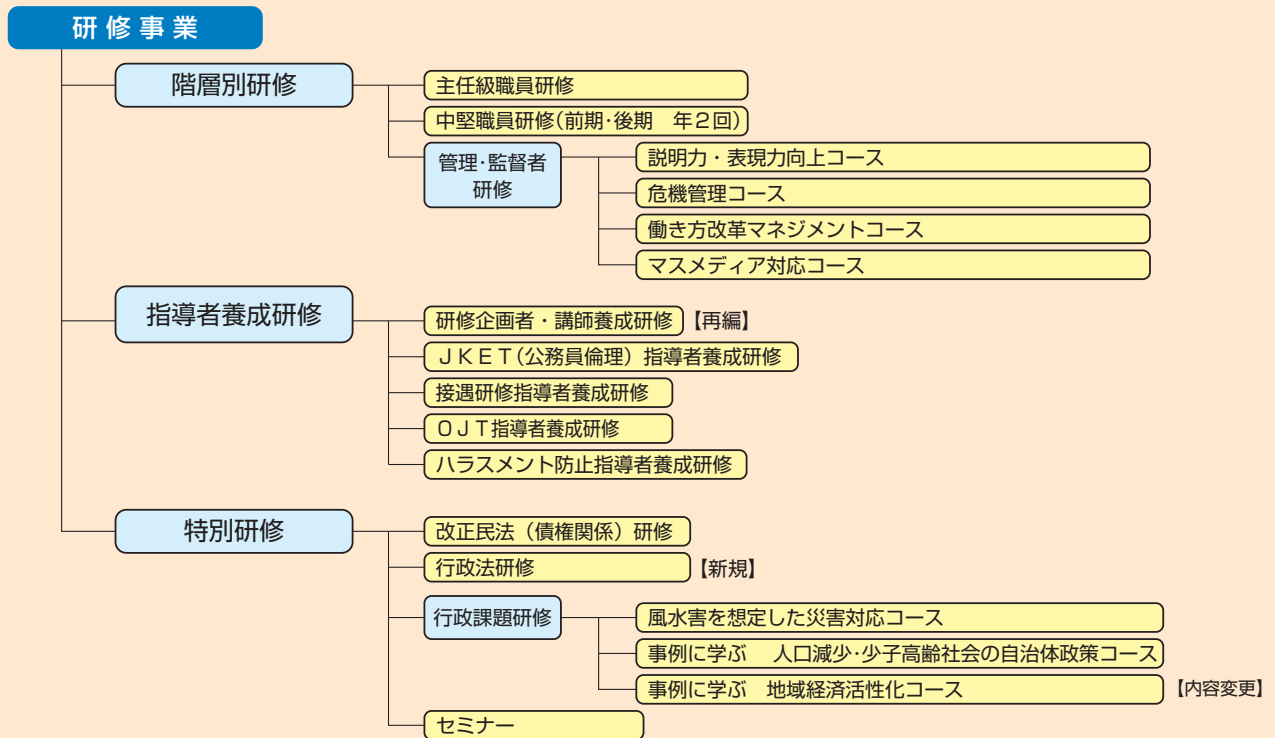 研修事業
階層別研修
主任級職員研修
中堅職員研修(前期･後期　年２回)
管理･監督者
研修
説明力・表現力向上コース
危機管理コース
働き方改革マネジメントコース
マスメディア対応コース
指導者養成研修
研修企画者・講師養成研修【再編】
ＪＫＥＴ(公務員倫理）指導者養成研修
接遇研修指導者養成研修
ＯＪＴ指導者養成研修
ハラスメント防止指導者養成研修
特別研修
改正民法（債権関係）研修
行政法研修【新規】
行政課題研修
風水害を想定した災害対応コース
事例に学ぶ　人口減少･少子高齢社会の自治体政策コース
事例に学ぶ　地域経済活性化コース【内容変更】
セミナー